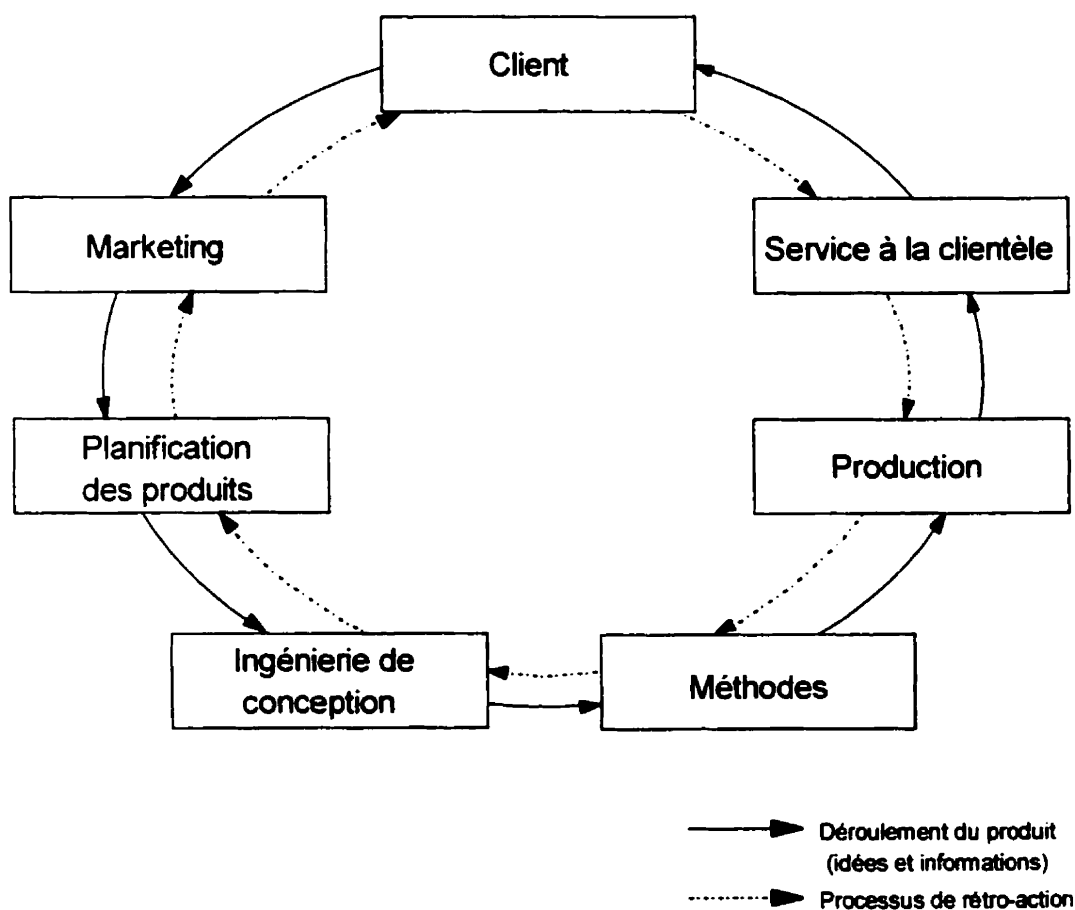 Client
Marketing
Service à la clientèle
Planification
des produits
Production
Ingénierie de
conception
Méthodes
Déroulement du produit
(idées et informations)
Processus de rétro-action